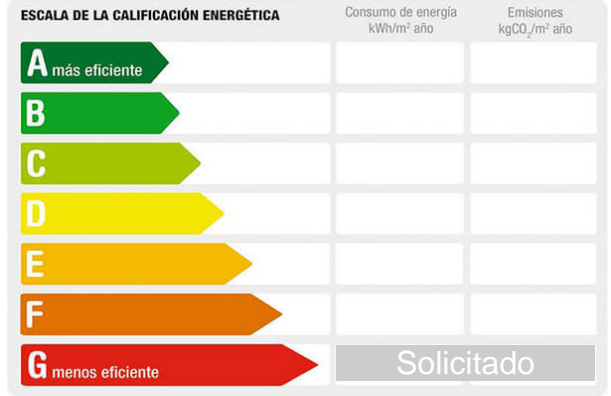 ESCALA DE LA CALIFICACIÓN ENERGÉTICA
Consumo de energía
kWh/m² año
Emisiones
kgCO₂/m² año
A más eficiente
B
C
D
E
F
G menos eficiente
Solicitado